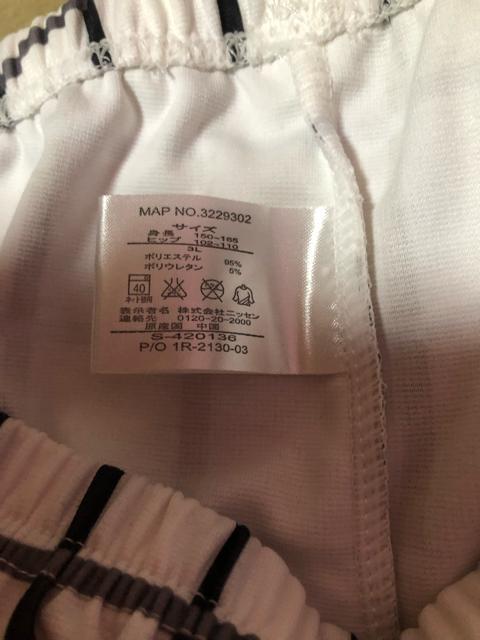 MAP NO.3229302
サイズ
身長 150-165
ヒップ 102-110
3L
ポリエステル 95%
ポリウレタン 5%
40
ネット使用
表示者名 株式会社ニッセン
連絡先 0120-20-2000
原産国 中国
S-420136
P/O 1R-2130-03